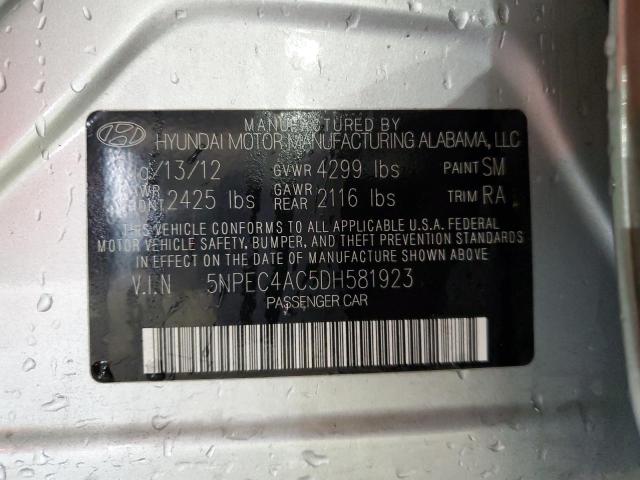 MANUFACTURED BY
HYUNDAI MOTOR MANUFACTURING ALABAMA, LLC
/13/12 GVWR 4299 lbs PAINT SM
2425 lbs GAWR REAR 2116 lbs TRIM RA
THIS VEHICLE CONFORMS TO ALL APPLICABLE U.S.A. FEDERAL
MOTOR VEHICLE SAFETY, BUMPER, AND THEFT PREVENTION
STANDARDS IN EFFECT ON THE DATE OF MANUFACTURE SHOWN ABOVE.
V.I.N 5NPEC4AC5DH581923
PASSENGER CAR